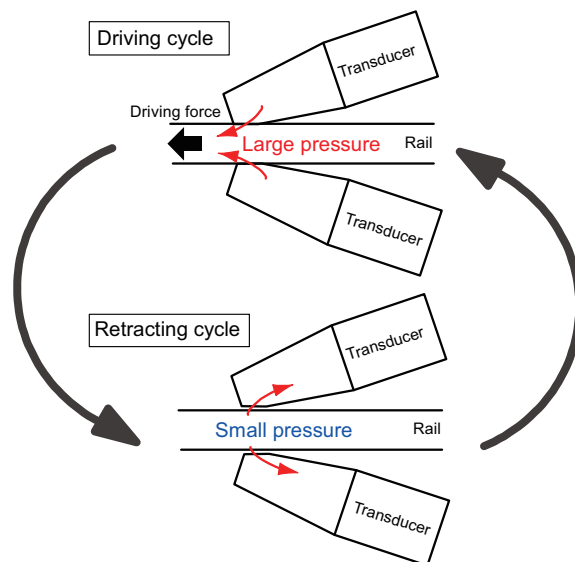 Driving cycle
Transducer
Driving force
Large pressure
Rail
Transducer
Retracting cycle
Transducer
Small pressure
Rail
Transducer